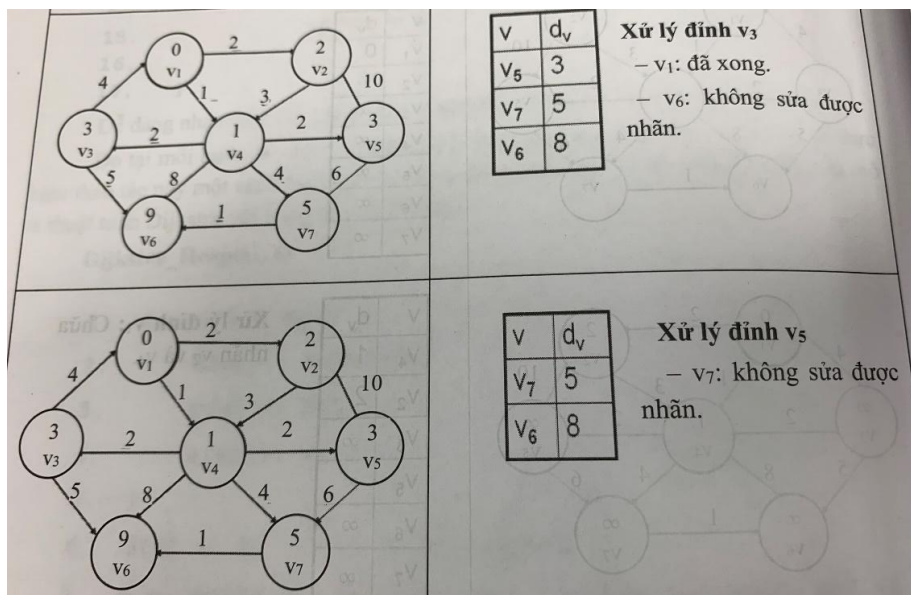 0
v₁
2
2
v₂
4
1
3
10
3
v₃
2
1
v₄
2
3
v₅
5
8
4
6
9
v₆
1
5
v₇
v dᵥ
v₅ 3
v₇ 5
v₆ 8
Xử lý đỉnh v₃
– v₁: đã xong.
– v₆: không sửa được
nhãn.
0
v₁
2
2
v₂
4
1
3
10
3
v₃
2
1
v₄
2
3
v₅
5
8
4
6
9
v₆
1
5
v₇
v dᵥ
v₇ 5
v₆ 8
Xử lý đỉnh v₅
– v₇: không sửa được
nhãn.